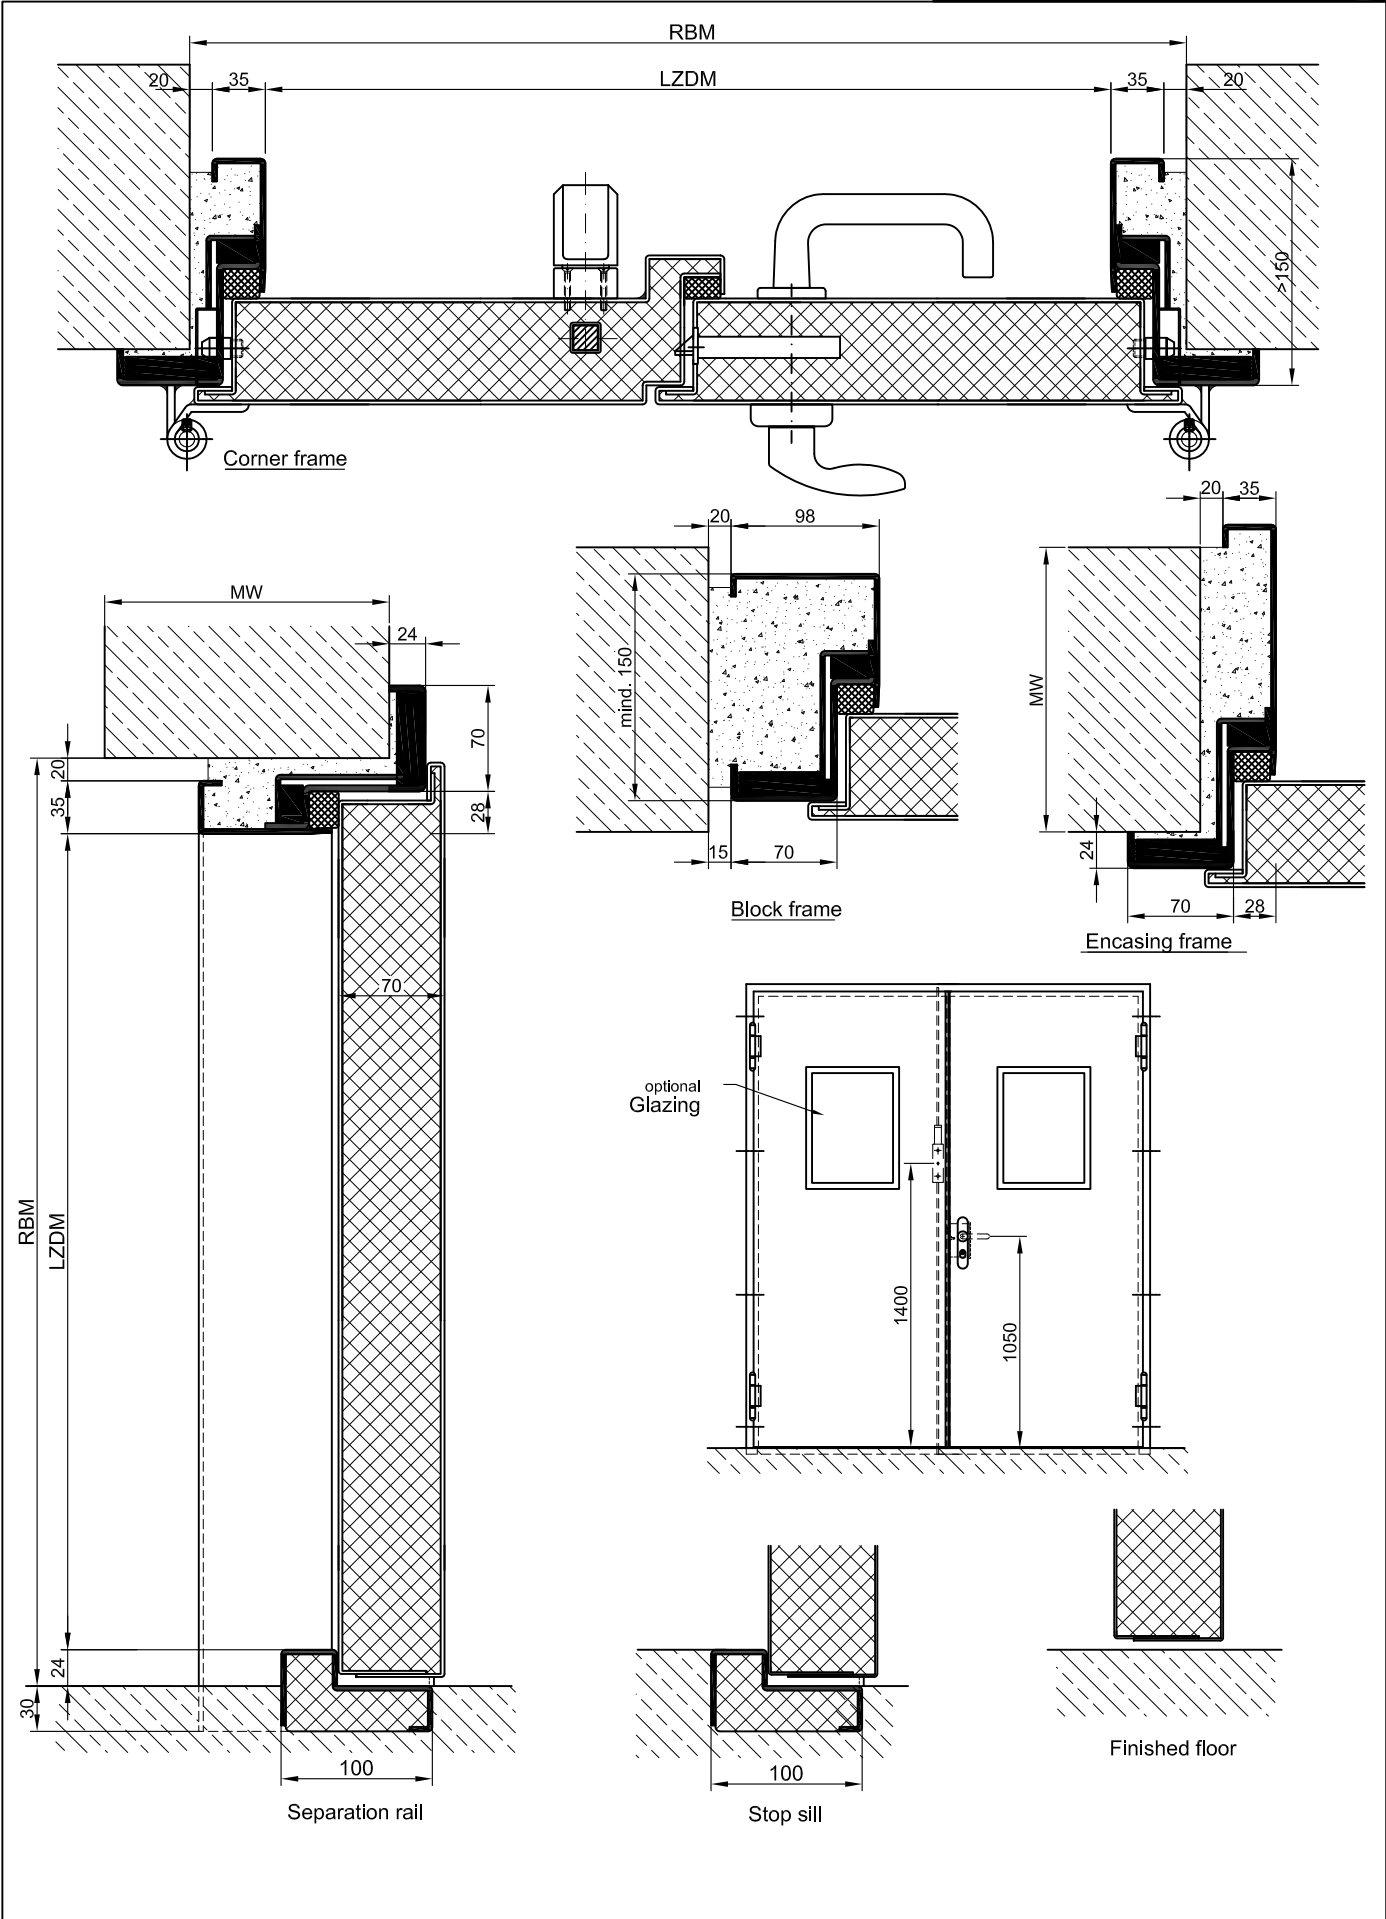 RBM
20
35
LZDM
35
20
>150
Corner frame
20
35
20
98
MW
24
mind. 150
MW
70
20
35
28
24
15
70
70
28
Block frame
Encasing frame
70
optional
Glazing
RBM
LZDM
1400
1050
24
30
100
100
Finished floor
Separation rail
Stop sill